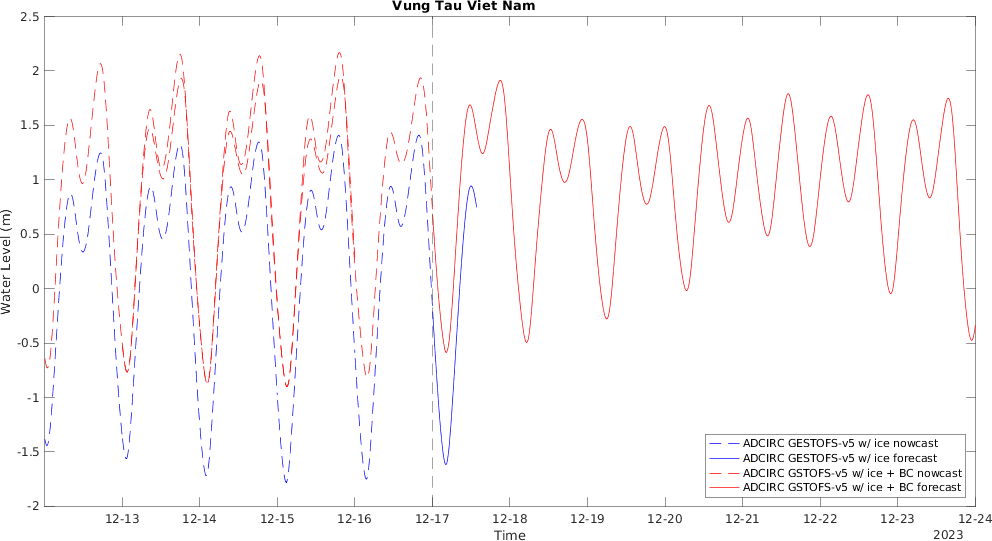 Vung Tau Viet Nam
2.5
2
1.5
1
0.5
0
-0.5
-1
-1.5
-2
Water Level (m)
ADCIRC GESTOFS-v5 w/ ice nowcast
ADCIRC GESTOFS-v5 w/ ice forecast
ADCIRC GSTOFS-v5 w/ ice + BC nowcast
ADCIRC GSTOFS-v5 w/ ice + BC forecast
12-13 12-14 12-15 12-16 12-17 12-18 12-19 12-20 12-21 12-22 12-23 12-24
Time
2023